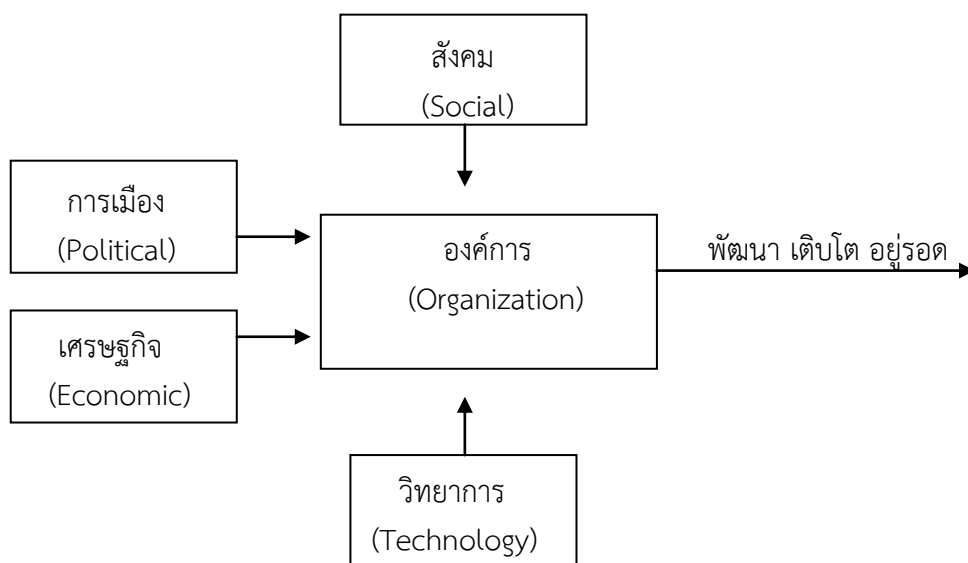 สังคม
(Social)
การเมือง
(Political)
องค์การ
(Organization)
พัฒนา เติบโต อยู่รอด
เศรษฐกิจ
(Economic)
วิทยาการ
(Technology)